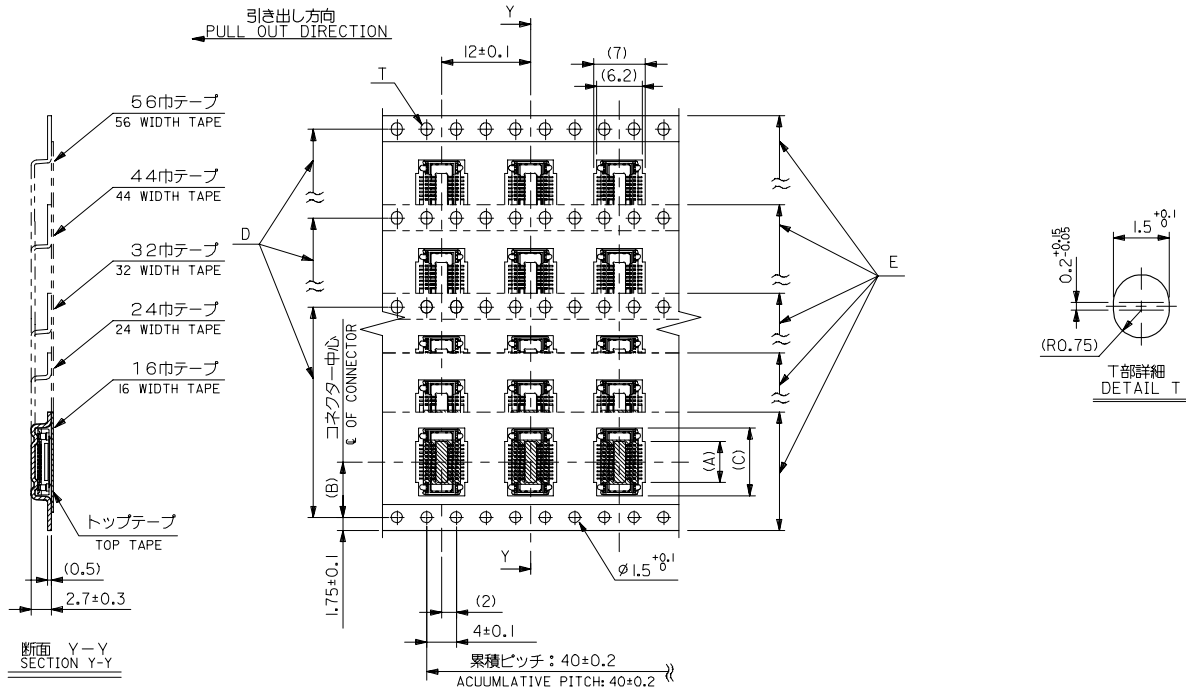 引き出し方向
PULL OUT DIRECTION
Y
12±0.1
(7)
(6.2)
T
56巾テープ
56 WIDTH TAPE
44巾テープ
44 WIDTH TAPE
32巾テープ
32 WIDTH TAPE
24巾テープ
24 WIDTH TAPE
16巾テープ
16 WIDTH TAPE
トップテープ
TOP TAPE
(0.5)
2.7±0.3
断面 Y-Y
SECTION Y-Y
D
コネクター中心
℄ OF CONNECTOR
(B)
1.75±0.1
(A)
(C)
E
Y
ø1.5 +0.1 0
(2)
4±0.1
累積ピッチ：40±0.2
ACUUMLATIVE PITCH: 40±0.2
1.5 +0.1 0
0.2 +0.15 -0.05
(R0.75)
T部詳細
DETAIL T